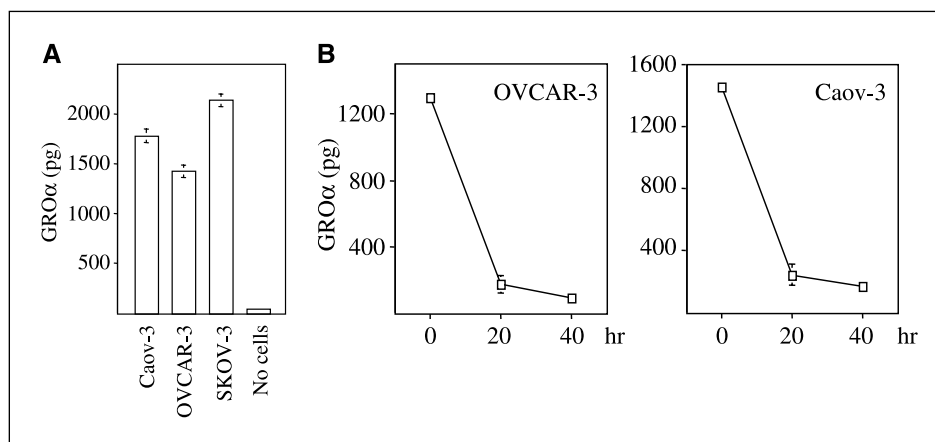 A
GROα (pg)
2000
1500
1000
500
Caov-3
OVCAR-3
SKOV-3
No cells
B
OVCAR-3
GROα (pg)
1200
800
400
0 20 40 hr
Caov-3
1600
1400
800
400
0 20 40 hr